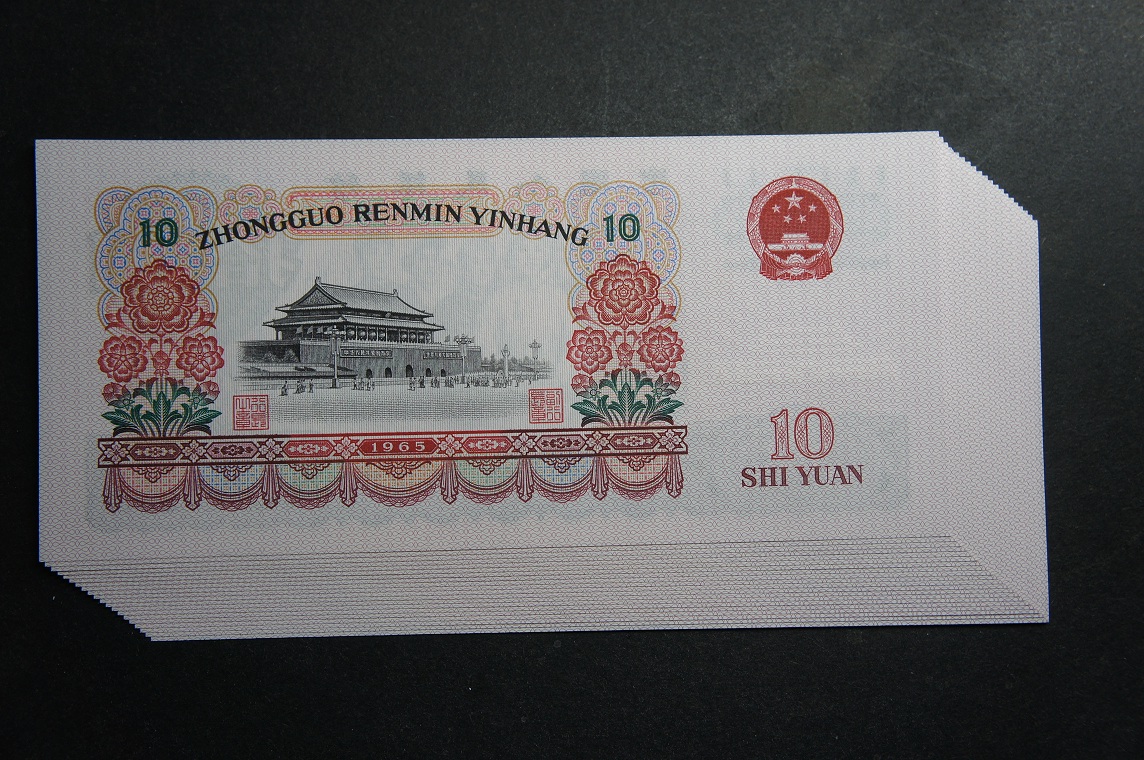 10 ZHONGGUO RENMIN YINHANG 10
1965
10
SHI YUAN